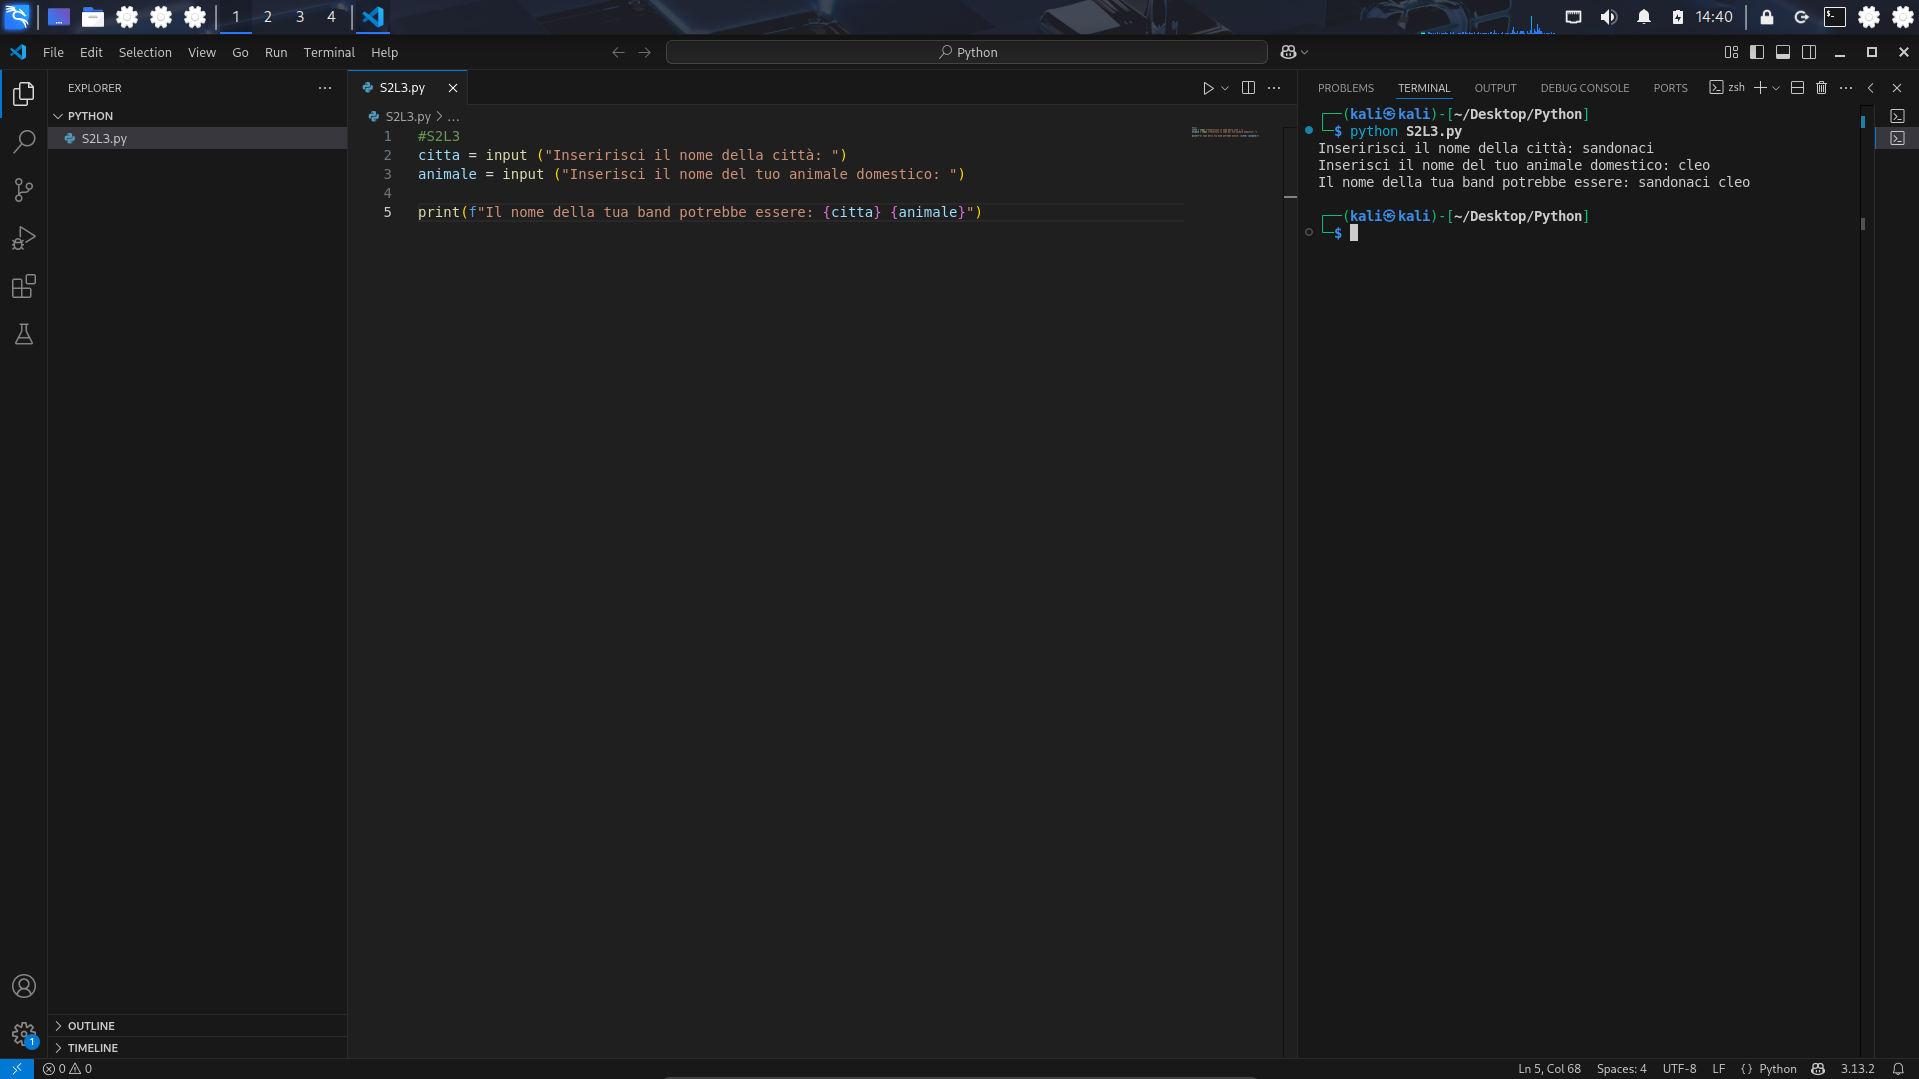 1 2 3 4 14:40
File Edit Selection View Go Run Terminal Help Python
EXPLORER
PYTHON
S2L3.py
OUTLINE
TIMELINE
S2L3.py
S2L3.py > ...
1 #S2L3
2 citta = input ("Inseririsci il nome della città: ")
3 animale = input ("Inserisci il nome del tuo animale domestico: ")
4
5 print(f"Il nome della tua band potrebbe essere: {citta} {animale}")
PROBLEMS TERMINAL OUTPUT DEBUG CONSOLE PORTS zsh
(kali㉿kali)-[~/Desktop/Python]
$ python S2L3.py
Inseririsci il nome della città: sandonaci
Inserisci il nome del tuo animale domestico: cleo
Il nome della tua band potrebbe essere: sandonaci cleo
(kali㉿kali)-[~/Desktop/Python]
$
1
0 0 Ln 5, Col 68 Spaces: 4 UTF-8 LF {} Python 3.13.2